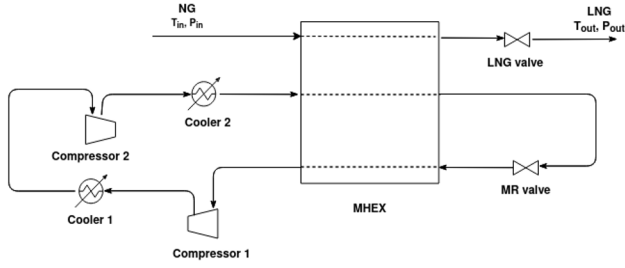 NG
Tin, Pin
LNG
Tout, Pout
LNG valve
Cooler 2
Compressor 2
MR valve
Cooler 1
MHEX
Compressor 1